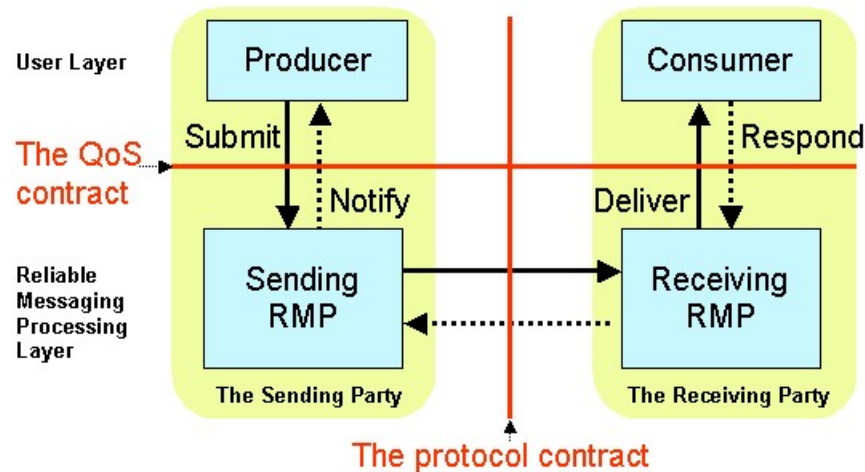 User Layer
Producer
Consumer
Submit
Respond
The QoS
contract
Notify
Deliver
Reliable
Messaging
Processing
Layer
Sending
RMP
Receiving
RMP
The Sending Party
The Receiving Party
The protocol contract